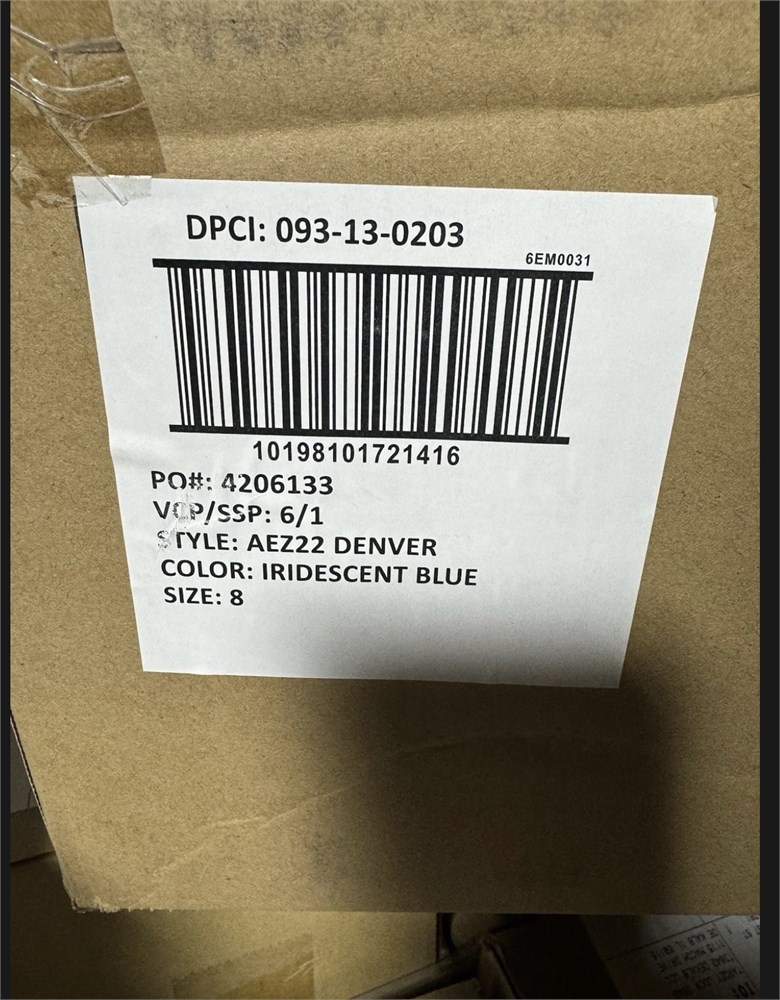 DPCI: 093-13-0203
6EM0031
10198101721416
PO#: 4206133
VCP/SSP: 6/1
STYLE: AEZ22 DENVER
COLOR: IRIDESCENT BLUE
SIZE: 8